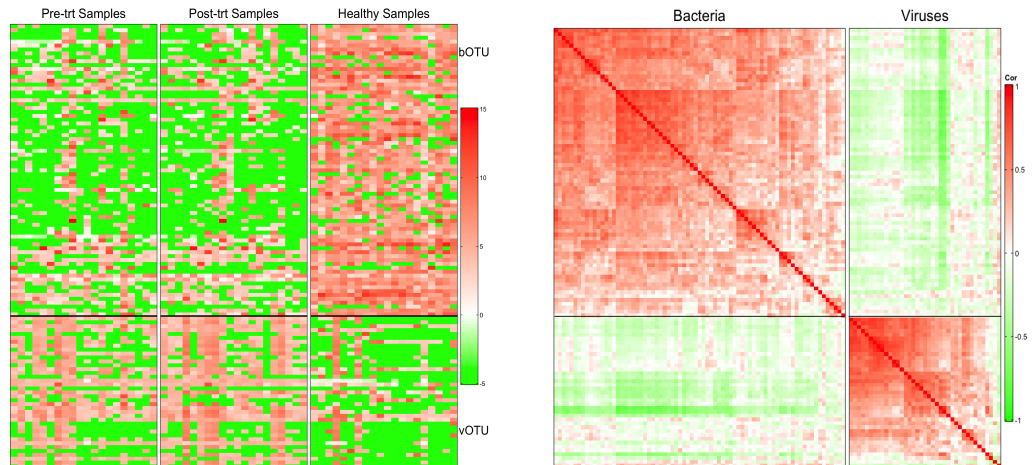 Pre-trt Samples
Post-trt Samples
Healthy Samples
bOTU
vOTU
15
10
5
0
-5
Bacteria
Viruses
Cor
1
0.5
0
-0.5
-1